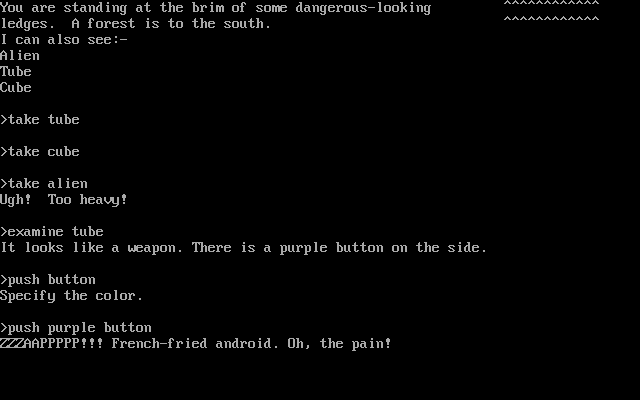 You are standing at the brim of some dangerous-looking ^^^^^^^^^^^^
ledges.  A forest is to the south. ^^^^^^^^^^^^
I can also see:-
Alien
Tube
Cube
>take tube
>take cube
>take alien
Ugh!  Too heavy!
>examine tube
It looks like a weapon. There is a purple button on the side.
>push button
Specify the color.
>push purple button
ZZZAAPPPPP!!! French-fried android. Oh, the pain!